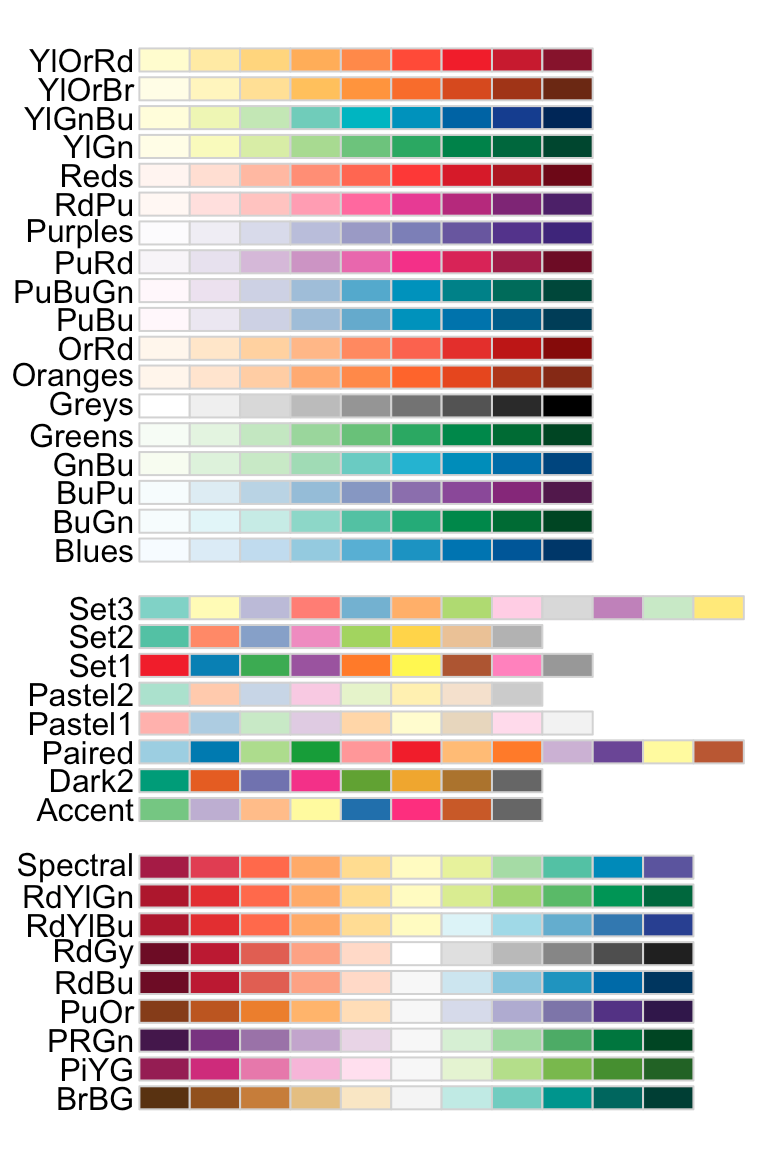 YlOrRd
YlOrBr
YlGnBu
YlGn
Reds
RdPu
Purples
PuRd
PuBuGn
PuBu
OrRd
Oranges
Greys
Greens
GnBu
BuPu
BuGn
Blues
Set3
Set2
Set1
Pastel2
Pastel1
Paired
Dark2
Accent
Spectral
RdYlGn
RdYlBu
RdGy
RdBu
PuOr
PRGn
PiYG
BrBG